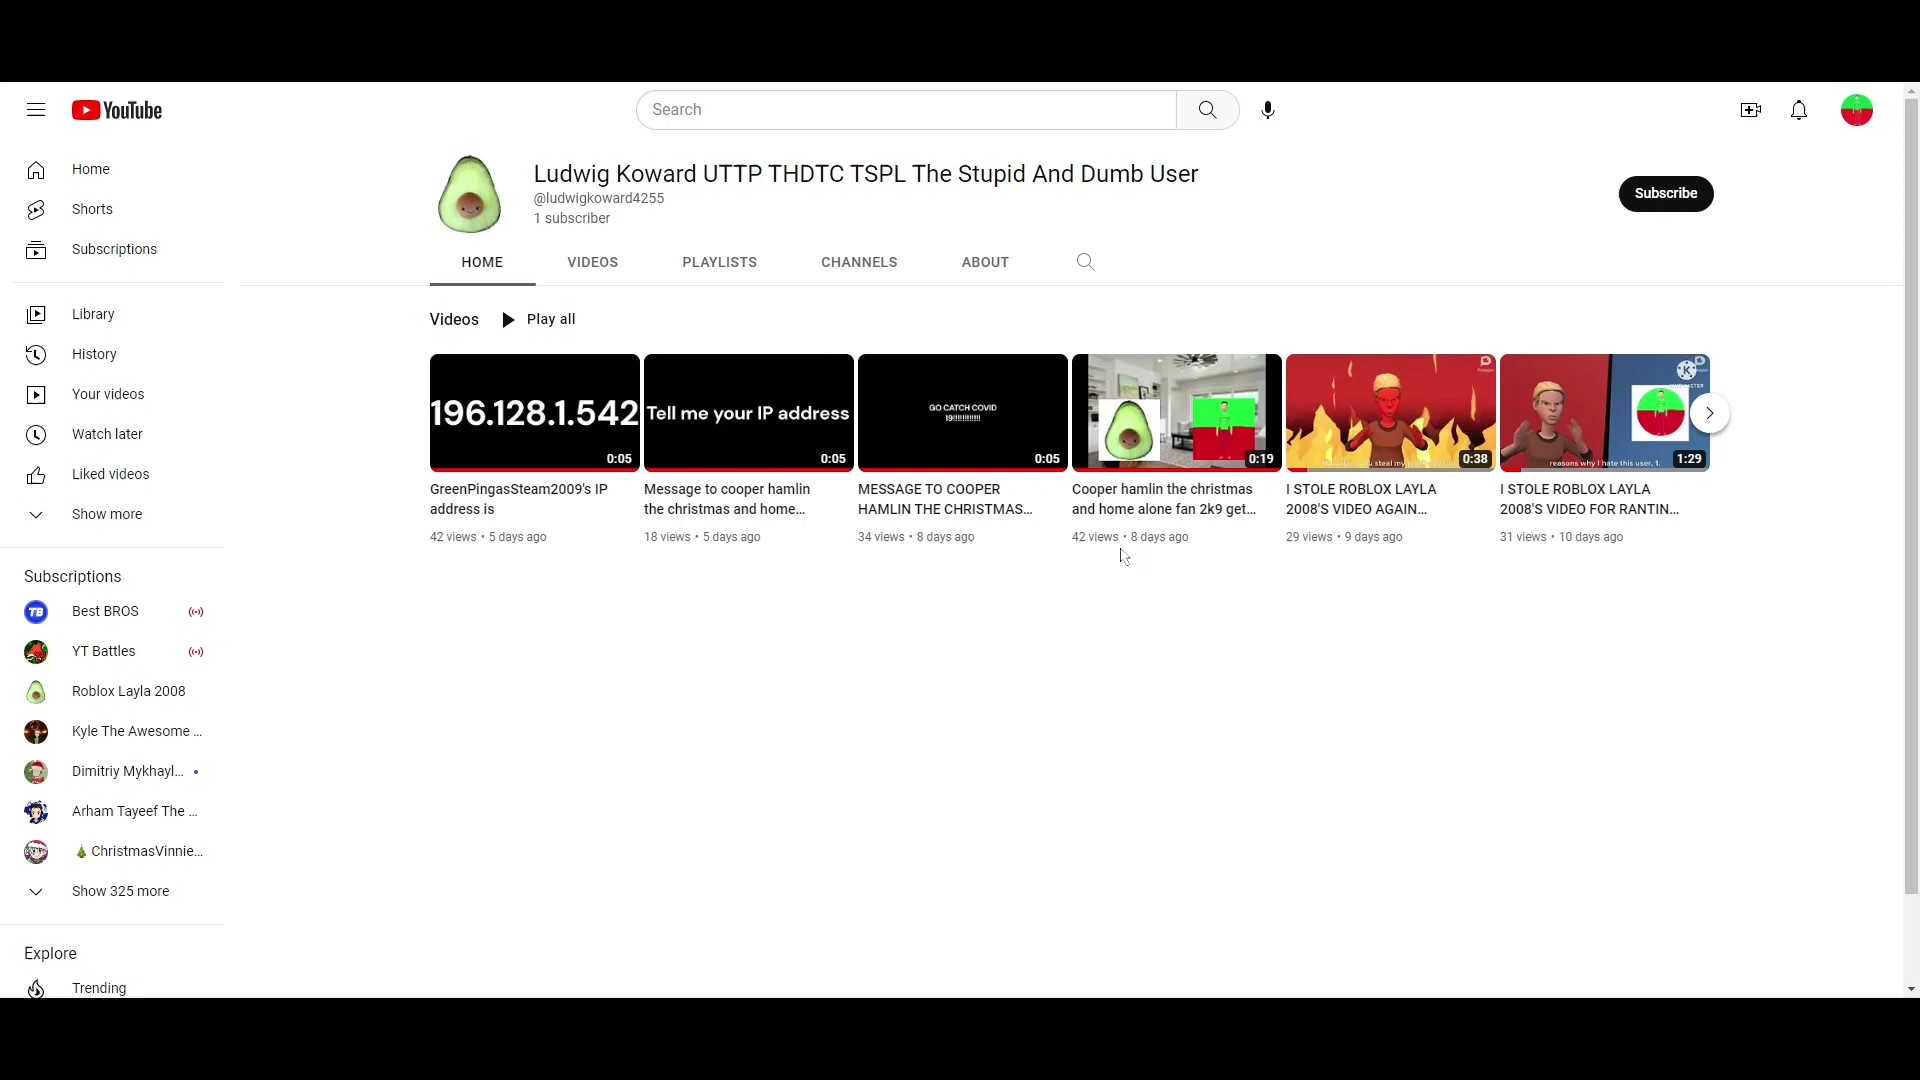 YouTube
Search
Home
Shorts
Subscriptions
Library
History
Your videos
Watch later
Liked videos
Show more
Subscriptions
Best BROS
YT Battles
Roblox Layla 2008
Kyle The Awesome ...
Dimitriy Mykhayl...
Arham Tayeef The ...
🎄 ChristmasVinnie...
Show 325 more
Explore
Trending
Ludwig Koward UTTP THDTC TSPL The Stupid And Dumb User
@ludwigkoward4255
1 subscriber
Subscribe
HOME VIDEOS PLAYLISTS CHANNELS ABOUT
Videos Play all
196.128.1.542
0:05
GreenPingasSteam2009's IP
address is
42 views • 5 days ago
Tell me your IP address
0:05
Message to cooper hamlin
the christmas and home...
18 views • 5 days ago
GO CATCH COVID
0:05
MESSAGE TO COOPER
HAMLIN THE CHRISTMAS...
34 views • 8 days ago
0:19
Cooper hamlin the christmas
and home alone fan 2k9 get...
42 views • 8 days ago
you steal my
0:38
I STOLE ROBLOX LAYLA
2008'S VIDEO AGAIN...
29 views • 9 days ago
K
reasons why I hate this user, 1.
1:29
I STOLE ROBLOX LAYLA
2008'S VIDEO FOR RANTIN...
31 views • 10 days ago